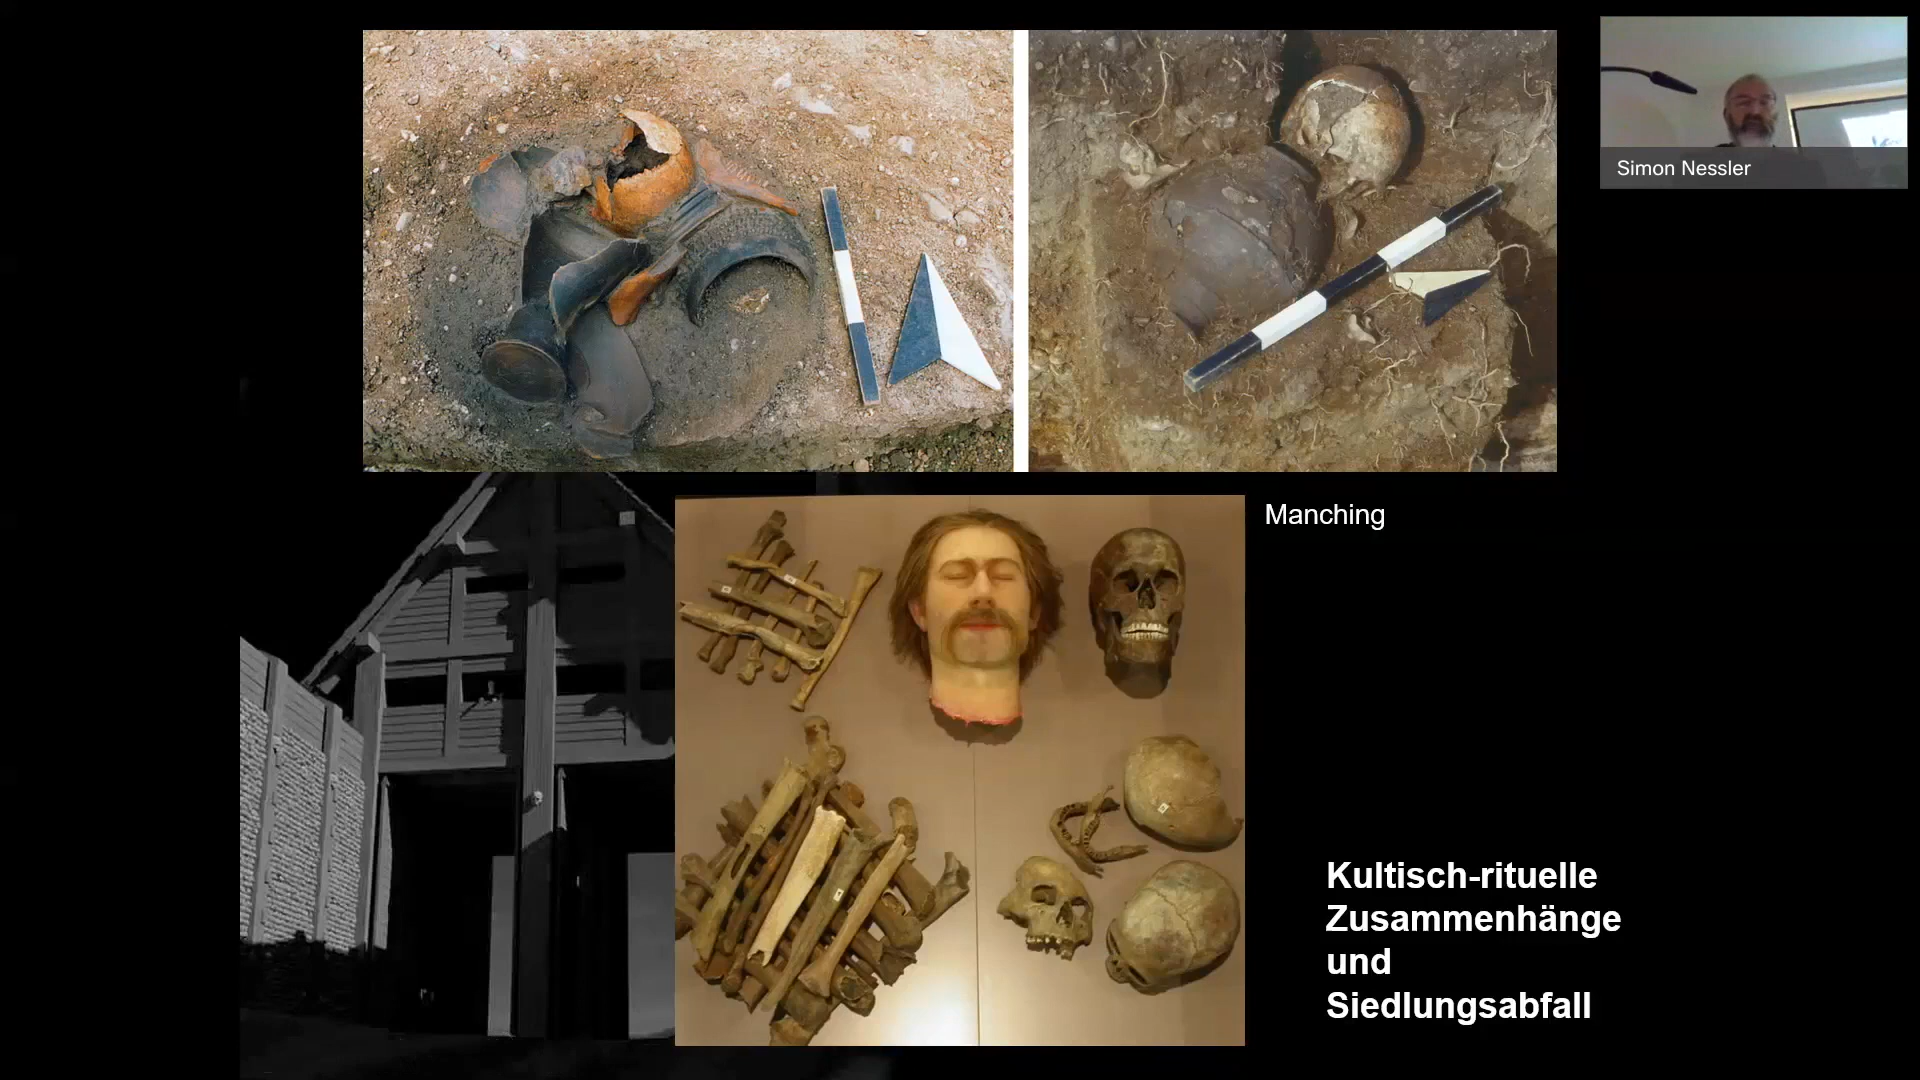 Simon Nessler
Manching
Kultisch-rituelle
Zusammenhänge
und
Siedlungsabfall